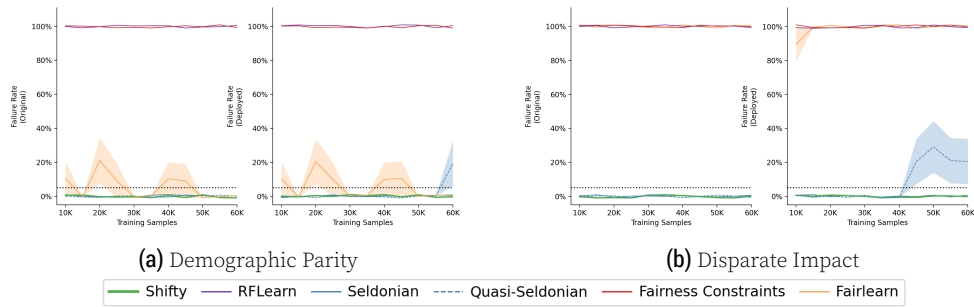 100%
80%
60%
40%
20%
0%
Failure Rate
(Original)
10K 20K 30K 40K 50K 60K
Training Samples
100%
80%
60%
40%
20%
0%
Failure Rate
(Deployed)
10K 20K 30K 40K 50K 60K
Training Samples
(a) Demographic Parity
100%
80%
60%
40%
20%
0%
Failure Rate
(Original)
10K 20K 30K 40K 50K 60K
Training Samples
100%
80%
60%
40%
20%
0%
Failure Rate
(Deployed)
10K 20K 30K 40K 50K 60K
Training Samples
(b) Disparate Impact
Shifty RFLearn Seldonian Quasi-Seldonian Fairness Constraints Fairlearn